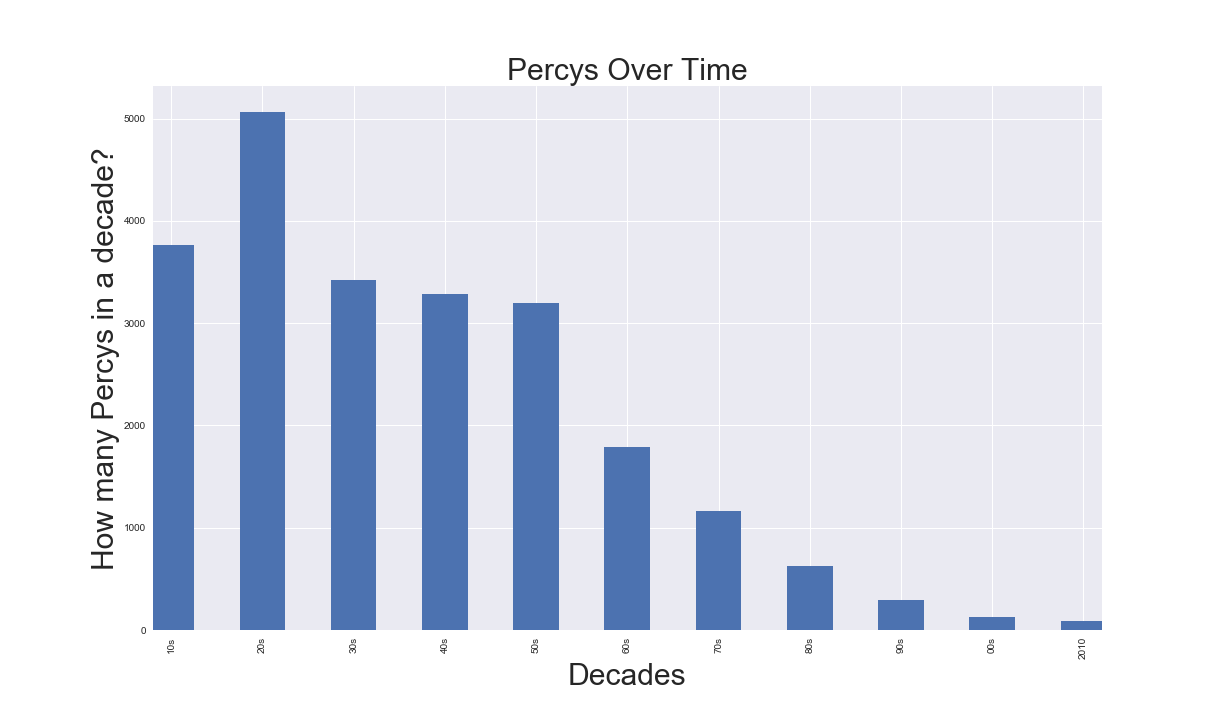 Percys Over Time
How many Percys in a decade?
5000
4000
3000
2000
1000
0
10s
20s
30s
40s
50s
60s
70s
80s
90s
00s
2010
Decades